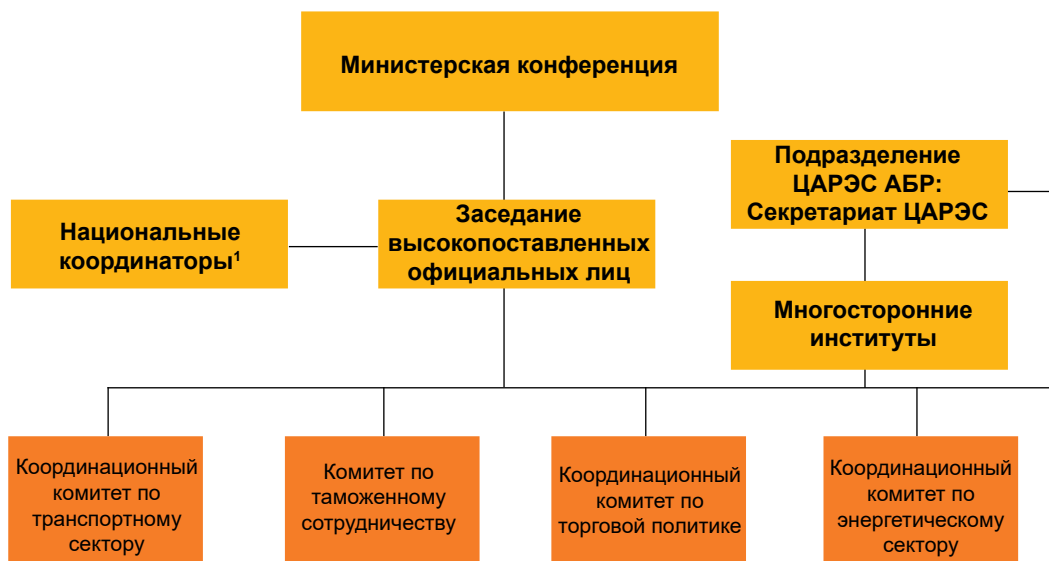 Министерская конференция
Подразделение
ЦАРЭС АБР:
Секретариат ЦАРЭС
Национальные
координаторы¹
Заседание
высокопоставленных
официальных лиц
Многосторонние
институты
Координационный
комитет по
транспортному
сектору
Комитет по
таможенному
сотрудничеству
Координационный
комитет по
торговой политике
Координационный
комитет по
энергетическому
сектору